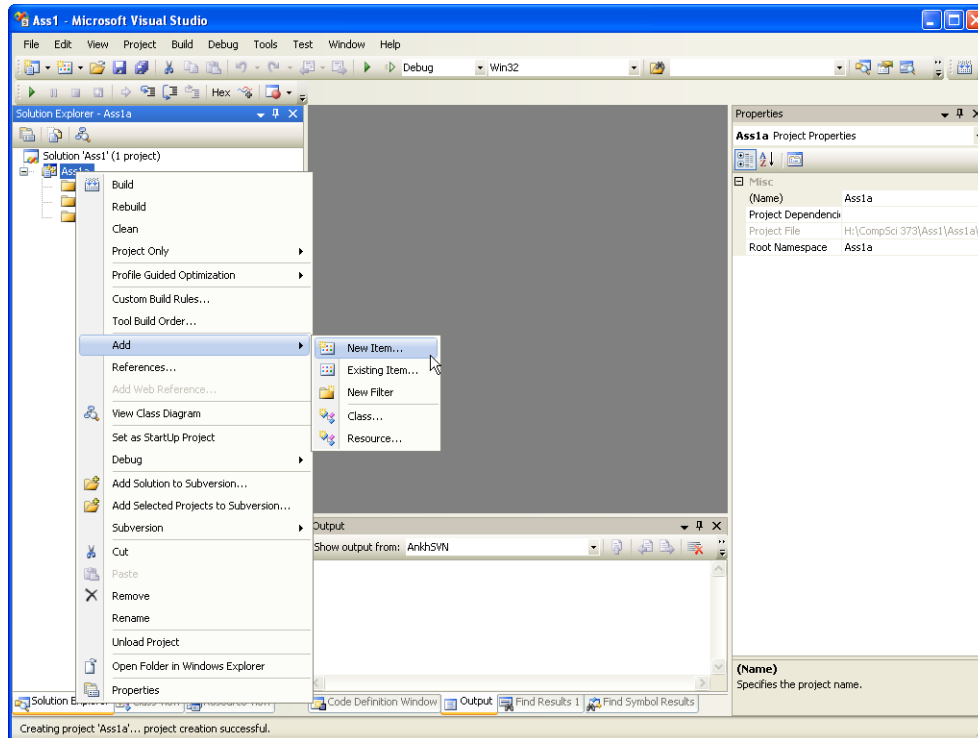 Ass1 - Microsoft Visual Studio
File Edit View Project Build Debug Tools Test Window Help
Debug Win32
Hex
Solution Explorer - Ass1a
Solution 'Ass1' (1 project)
Ass1a
Build
Rebuild
Clean
Project Only
Profile Guided Optimization
Custom Build Rules...
Tool Build Order...
Add
References...
Add Web Reference...
View Class Diagram
Set as StartUp Project
Debug
Add Solution to Subversion...
Add Selected Projects to Subversion...
Subversion
Cut
Paste
Remove
Rename
Unload Project
Open Folder in Windows Explorer
Properties
New Item...
Existing Item...
New Filter
Class...
Resource...
Output
Show output from: AnkhSVN
Properties
Ass1a Project Properties
Misc
(Name) Ass1a
Project Dependenci
Project File H:\CompSci 373\Ass1\Ass1a\
Root Namespace Ass1a
(Name)
Specifies the project name.
Solution Explorer
Code Definition Window Output Find Results 1 Find Symbol Results
Creating project 'Ass1a'... project creation successful.